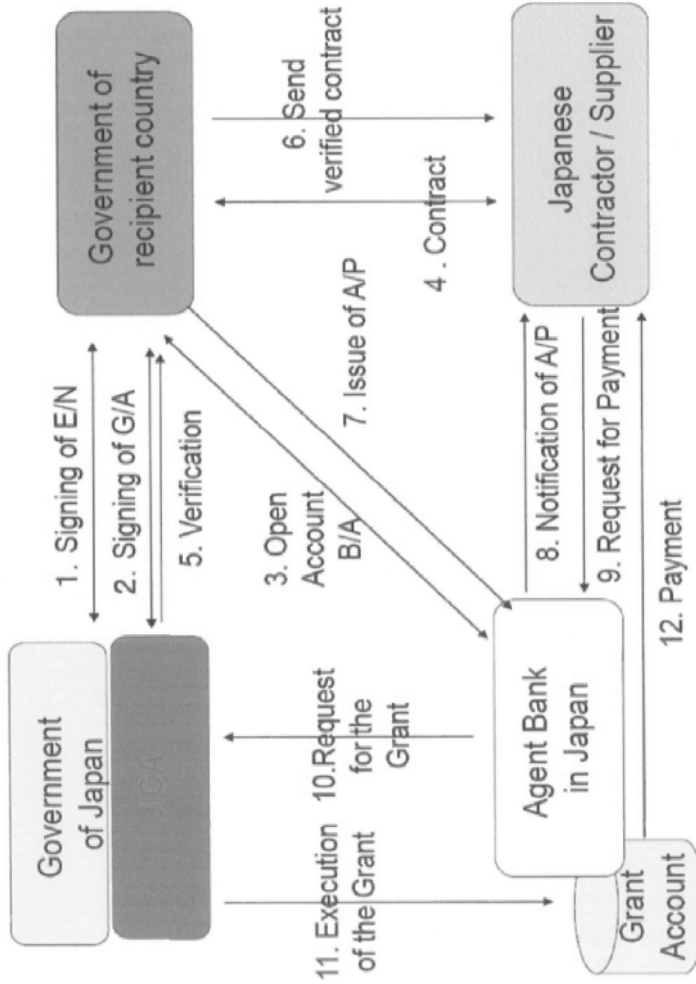 Government
of Japan
JICA
Government of
recipient country
1. Signing of E/N
2. Signing of G/A
5. Verification
3. Open
Account
B/A
7. Issue of A/P
6. Send
verified contract
4 . Contract
10.Request
for the
Grant
11. Execution
of the Grant
Agent Bank
in Japan
Grant
Account
8. Notification of A/P
9. Request for Payment
12. Payment
Japanese
Contractor / Supplier